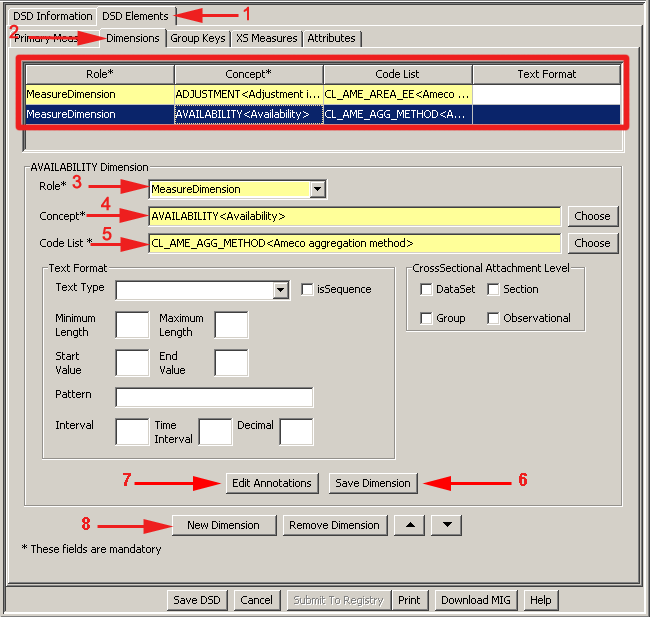 DSD Information DSD Elements 1
2
Primary Meas Dimensions Group Keys XS Measures Attributes
Role* Concept* Code List Text Format
MeasureDimension ADJUSTMENT<Adjustment i... CL_AME_AREA_EE<Ameco ...
MeasureDimension AVAILABILITY<Availability> CL_AME_AGG_METHOD<A...
AVAILABILITY Dimension
Role* 3 MeasureDimension
Concept* 4 AVAILABILITY<Availability> Choose
Code List * 5 CL_AME_AGG_METHOD<Ameco aggregation method> Choose
Text Format CrossSectional Attachment Level
Text Type isSequence DataSet Section
Minimum Length Maximum Length Group Observational
Start Value End Value
Pattern
Interval Time Interval Decimal
7 Edit Annotations Save Dimension 6
8 New Dimension Remove Dimension
* These fields are mandatory
Save DSD Cancel Submit To Registry Print Download MIG Help